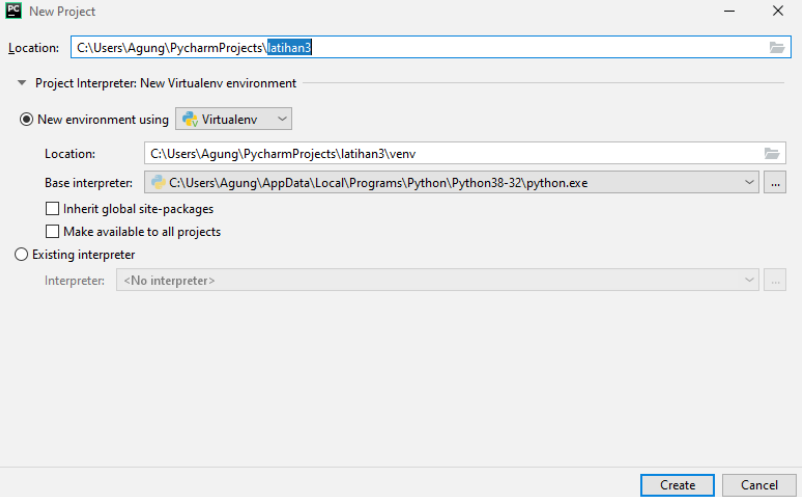 PC New Project
Location: C:\Users\Agung\PycharmProjects\latihan3
Project Interpreter: New Virtualenv environment
New environment using Virtualenv
Location: C:\Users\Agung\PycharmProjects\latihan3\venv
Base interpreter: C:\Users\Agung\AppData\Local\Programs\Python\Python38-32\python.exe ...
Inherit global site-packages
Make available to all projects
Existing interpreter
Interpreter: <No interpreter> ...
Create Cancel